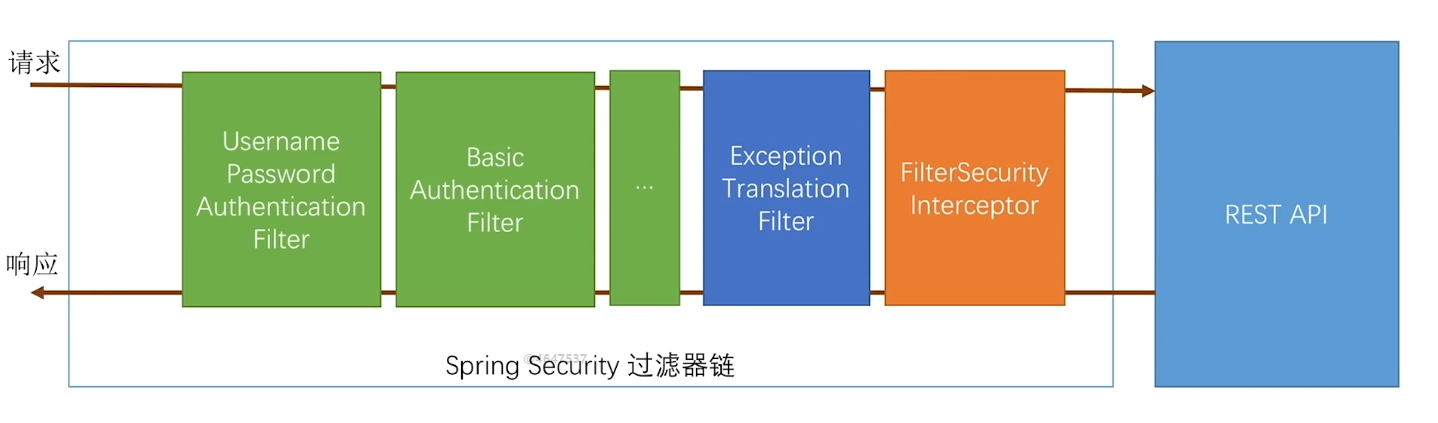 请求
Username
Password
Authentication
Filter
Basic
Authentication
Filter
...
Exception
Translation
Filter
FilterSecurity
Interceptor
REST API
响应
Spring Security 过滤器链